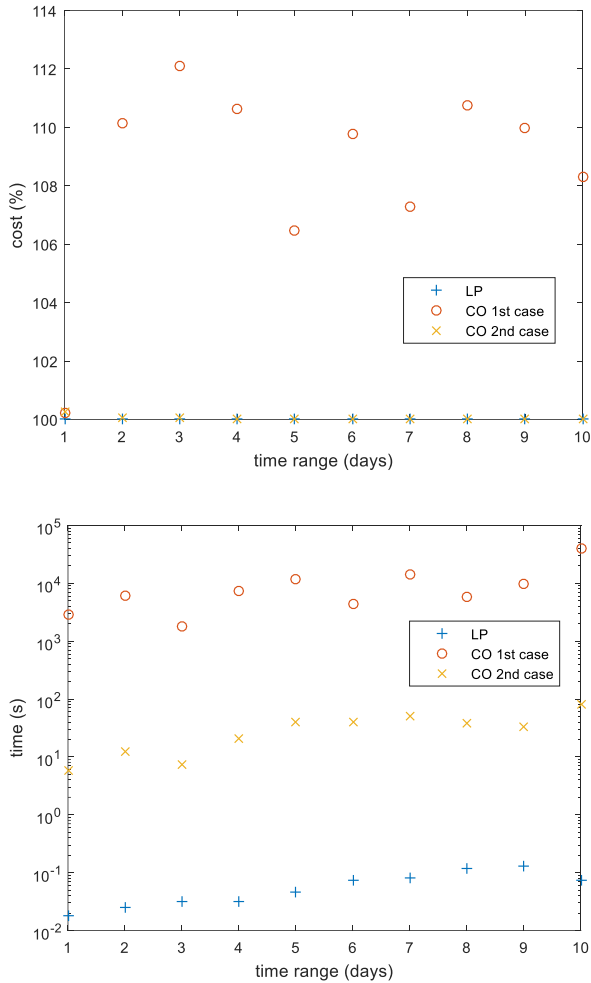 114
112
110
108
106
104
102
100
cost (%)
LP
CO 1st case
CO 2nd case
1 2 3 4 5 6 7 8 9 10
time range (days)
10^5
10^4
10^3
10^2
10^1
10^0
10^-1
10^-2
time (s)
LP
CO 1st case
CO 2nd case
1 2 3 4 5 6 7 8 9 10
time range (days)